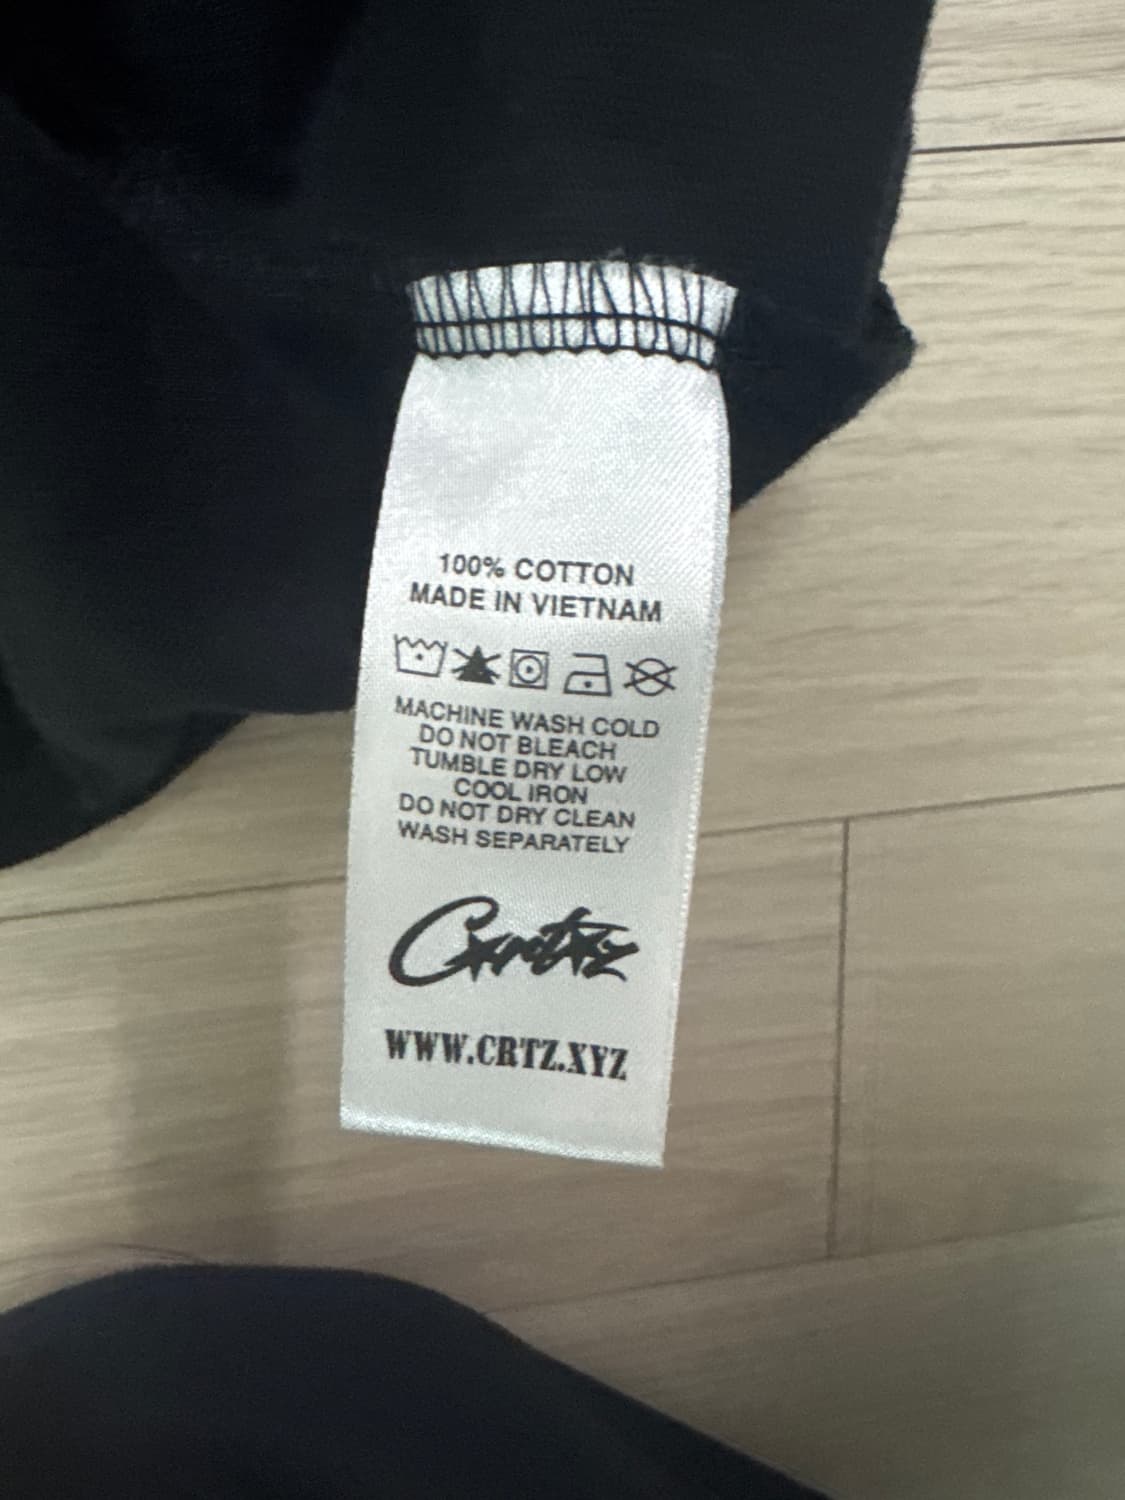 100% COTTON
MADE IN VIETNAM
MACHINE WASH COLD
DO NOT BLEACH
TUMBLE DRY LOW
COOL IRON
DO NOT DRY CLEAN
WASH SEPARATELY
Crtz
WWW.CRTZ.XYZ